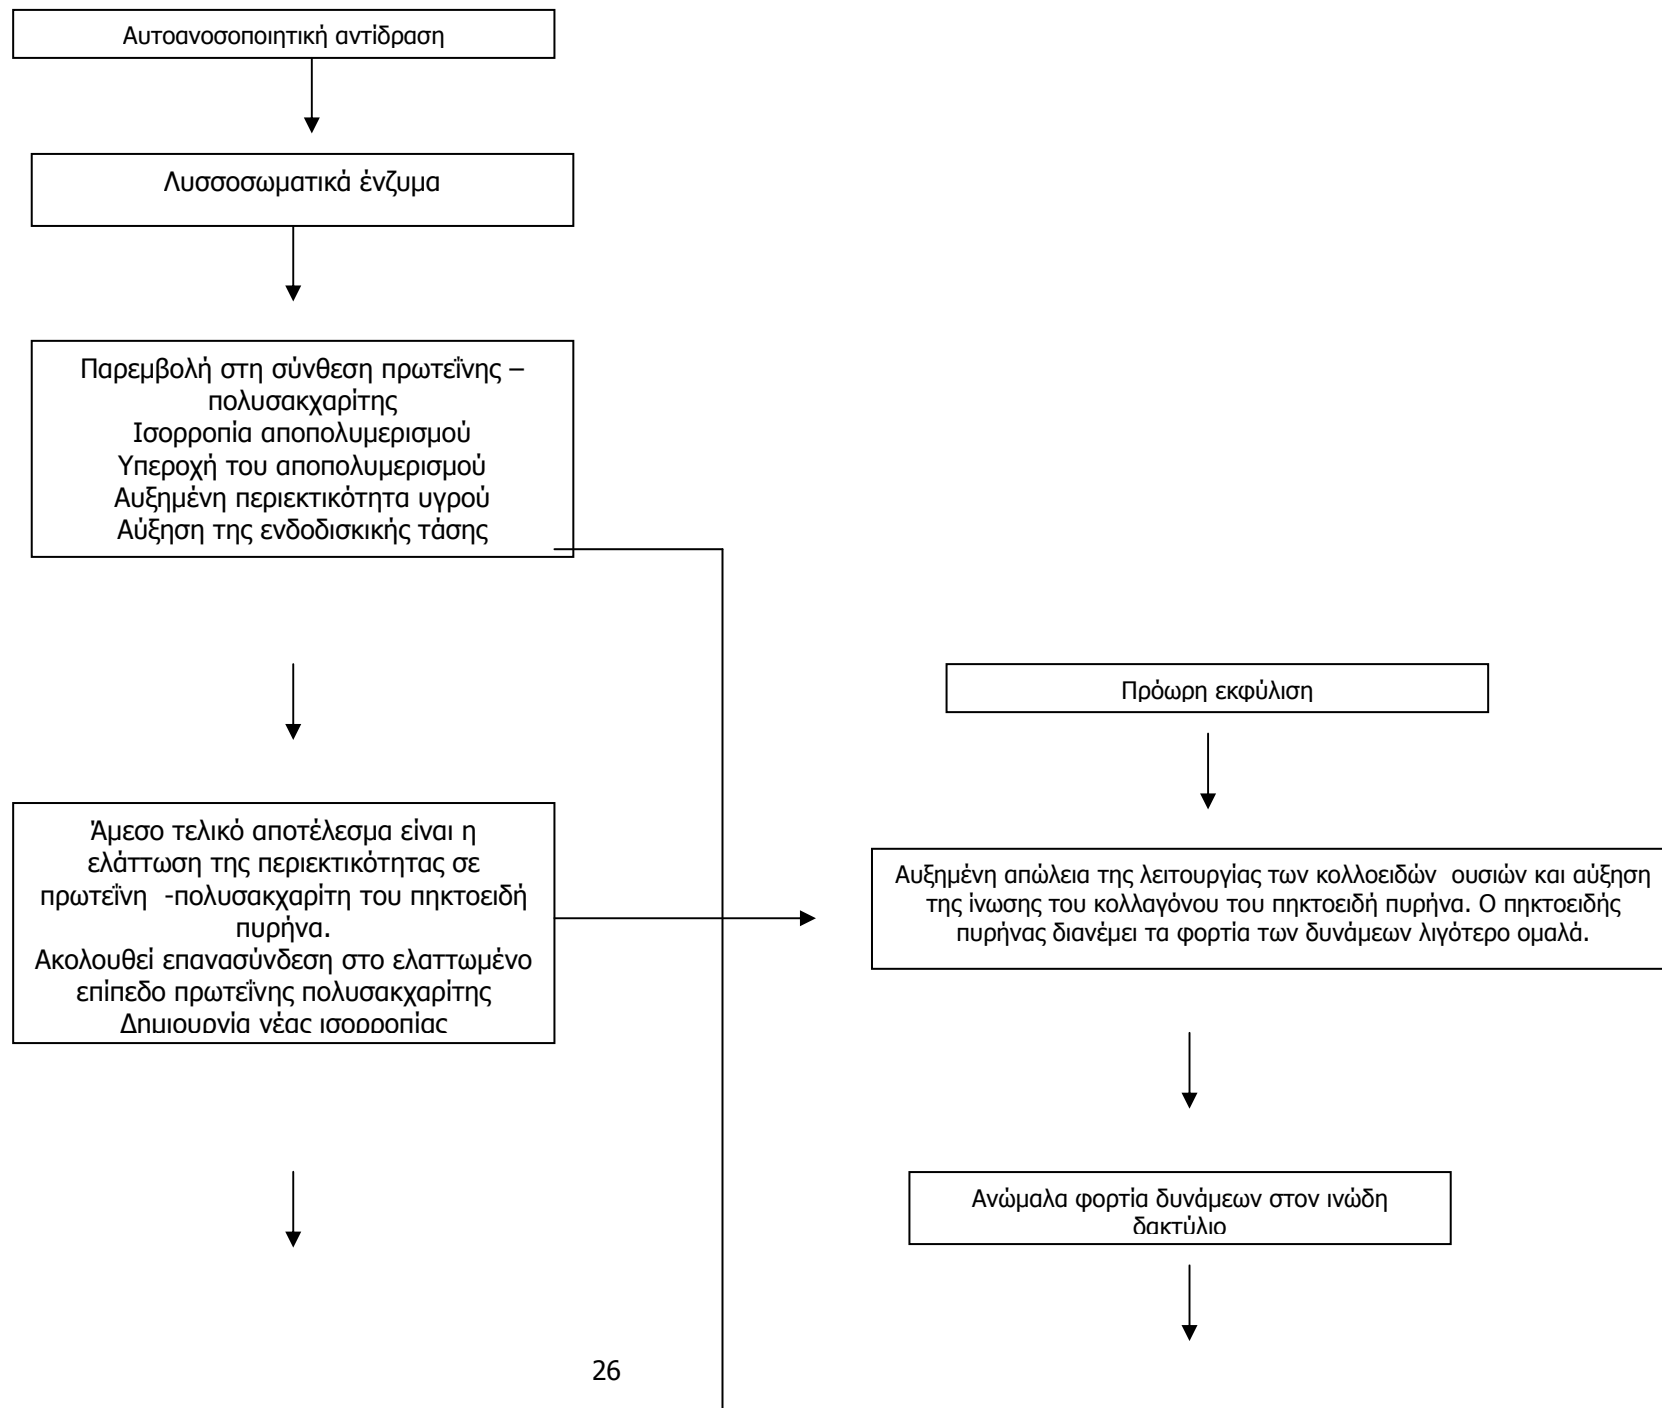 Αυτοανοσοποιητική αντίδραση
Λυσσοσωματικά ένζυμα
Παρεμβολή στη σύνθεση πρωτεΐνης –
πολυσακχαρίτης
Ισορροπία αποπολυμερισμού
Υπεροχή του αποπολυμερισμού
Αυξημένη περιεκτικότητα υγρού
Αύξηση της ενδοδισκικής τάσης
Άμεσο τελικό αποτέλεσμα είναι η
ελάττωση της περιεκτικότητας σε
πρωτεΐνη -πολυσακχαρίτη του πηκτοειδή
πυρήνα.
Ακολουθεί επανασύνδεση στο ελαττωμένο
επίπεδο πρωτεΐνης πολυσακχαρίτης
Δημιουργία νέας ισορροπίας
Πρόωρη εκφύλιση
Αυξημένη απώλεια της λειτουργίας των κολλοειδών ουσιών και αύξηση
της ίνωσης του κολλαγόνου του πηκτοειδή πυρήνα. Ο πηκτοειδής
πυρήνας διανέμει τα φορτία των δυνάμεων λιγότερο ομαλά.
Ανώμαλα φορτία δυνάμεων στον ινώδη
δακτύλιο
26